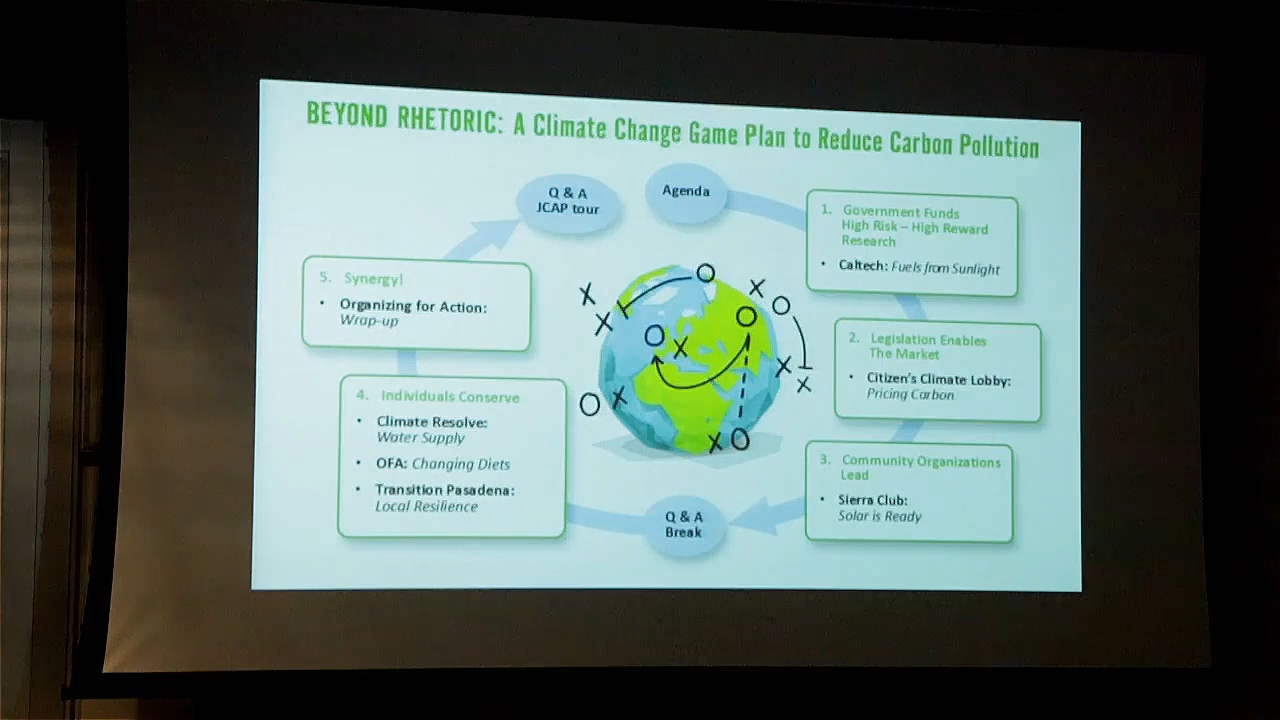 BEYOND RHETORIC: A Climate Change Game Plan to Reduce Carbon Pollution
Agenda
1. Government Funds
High Risk – High Reward
Research
• Caltech: Fuels from Sunlight
2. Legislation Enables
The Market
• Citizen's Climate Lobby:
Pricing Carbon
3. Community Organizations
Lead
• Sierra Club:
Solar is Ready
Q & A
Break
4. Individuals Conserve
• Climate Resolve:
Water Supply
• OFA: Changing Diets
• Transition Pasadena:
Local Resilience
5. Synergy!
• Organizing for Action:
Wrap-up
Q & A
JCAP tour
X
X
O
X
O
O
O
X
X
X
O
X
X
O